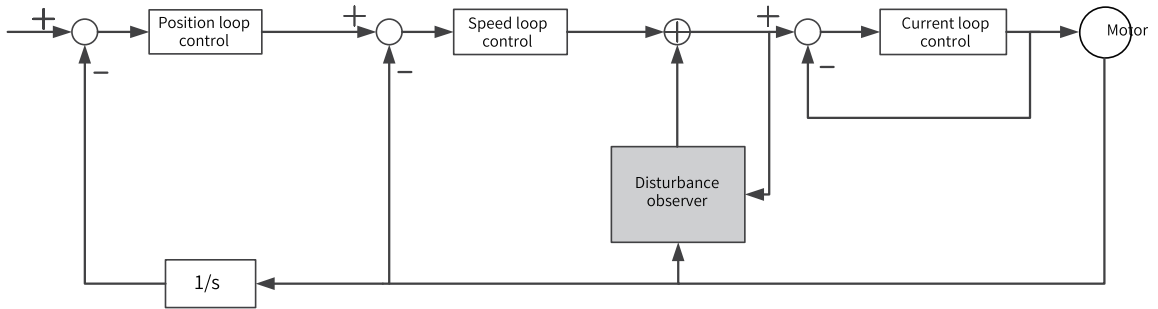 +
Position loop
control
+
Speed loop
control
+
Current loop
control
Motor
−
−
−
Disturbance
observer
1/s